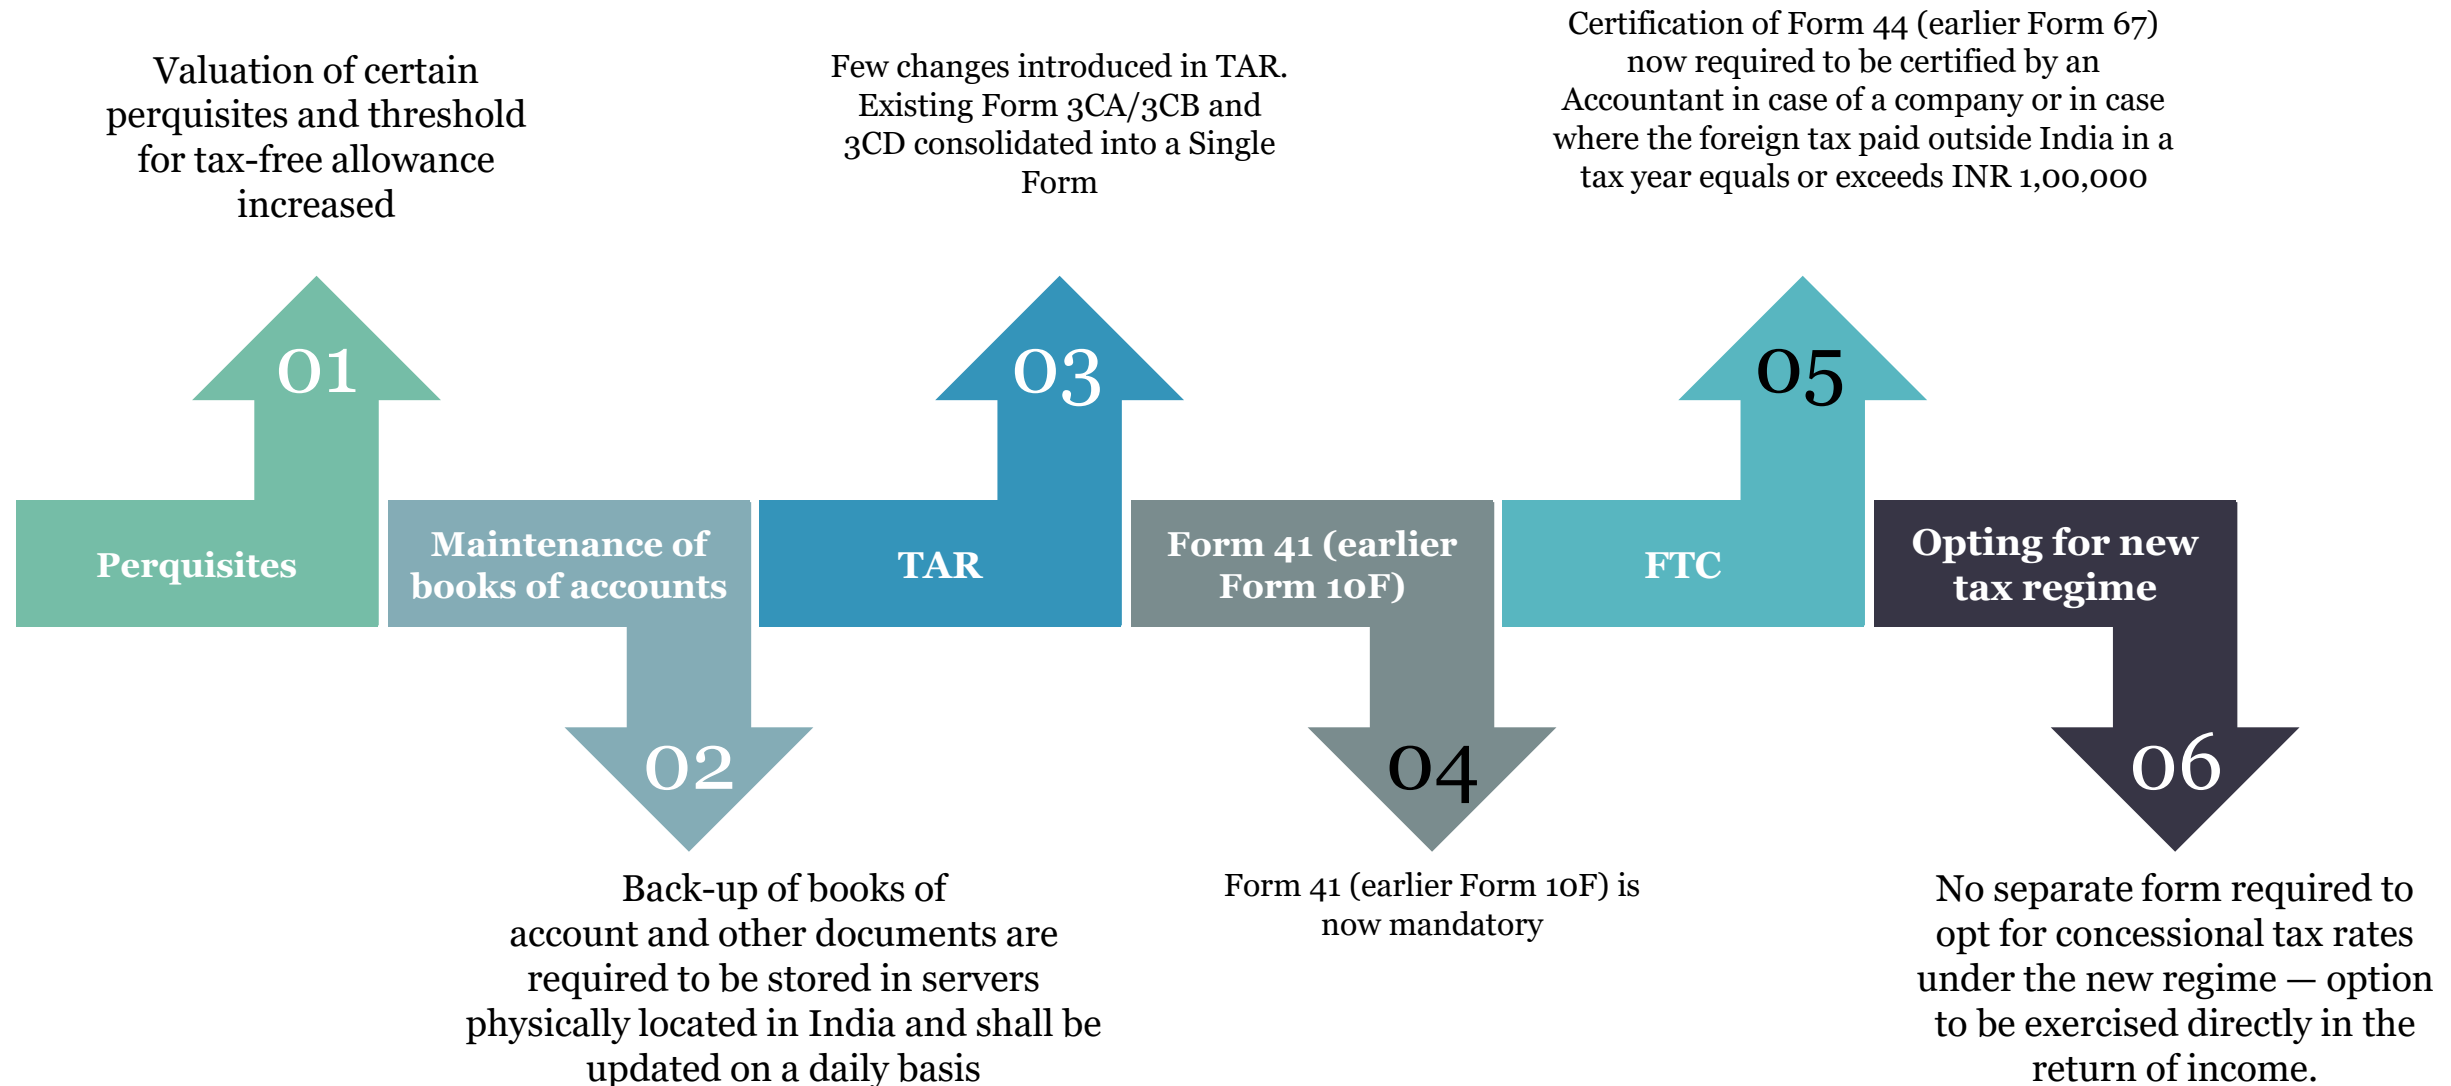 Valuation of certain
perquisites and threshold
for tax-free allowance
increased
01
Perquisites
Maintenance of
books of accounts
02
Back-up of books of
account and other documents are
required to be stored in servers
physically located in India and shall be
updated on a daily basis
Few changes introduced in TAR.
Existing Form 3CA/3CB and
3CD consolidated into a Single
Form
03
TAR
Form 41 (earlier
Form 10F)
04
Form 41 (earlier Form 10F) is
now mandatory
Certification of Form 44 (earlier Form 67)
now required to be certified by an
Accountant in case of a company or in case
where the foreign tax paid outside India in a
tax year equals or exceeds INR 1,00,000
05
FTC
Opting for new
tax regime
06
No separate form required to
opt for concessional tax rates
under the new regime — option
to be exercised directly in the
return of income.